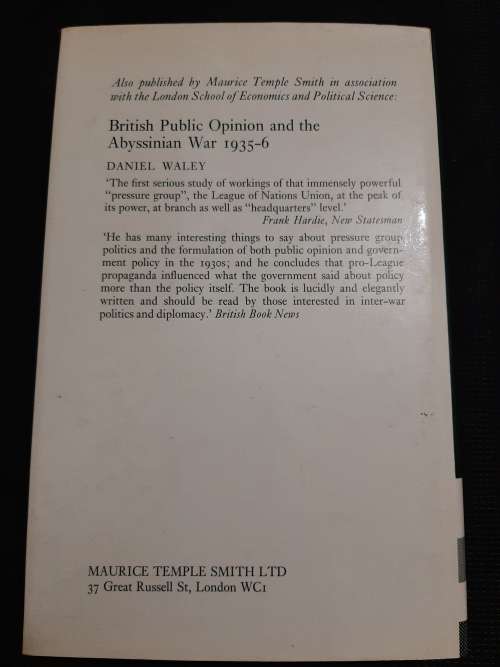 Also published by Maurice Temple Smith in association
with the London School of Economics and Political Science:
British Public Opinion and the
Abyssinian War 1935-6
DANIEL WALEY
'The first serious study of workings of that immensely powerful
"pressure group", the League of Nations Union, at the peak of
its power, at branch as well as "headquarters" level.'
Frank Hardie, New Statesman
'He has many interesting things to say about pressure group
politics and the formulation of both public opinion and govern-
ment policy in the 1930s; and he concludes that pro-League
propaganda influenced what the government said about policy
more than the policy itself. The book is lucidly and elegantly
written and should be read by those interested in inter-war
politics and diplomacy.' British Book News
MAURICE TEMPLE SMITH LTD
37 Great Russell St, London WC1